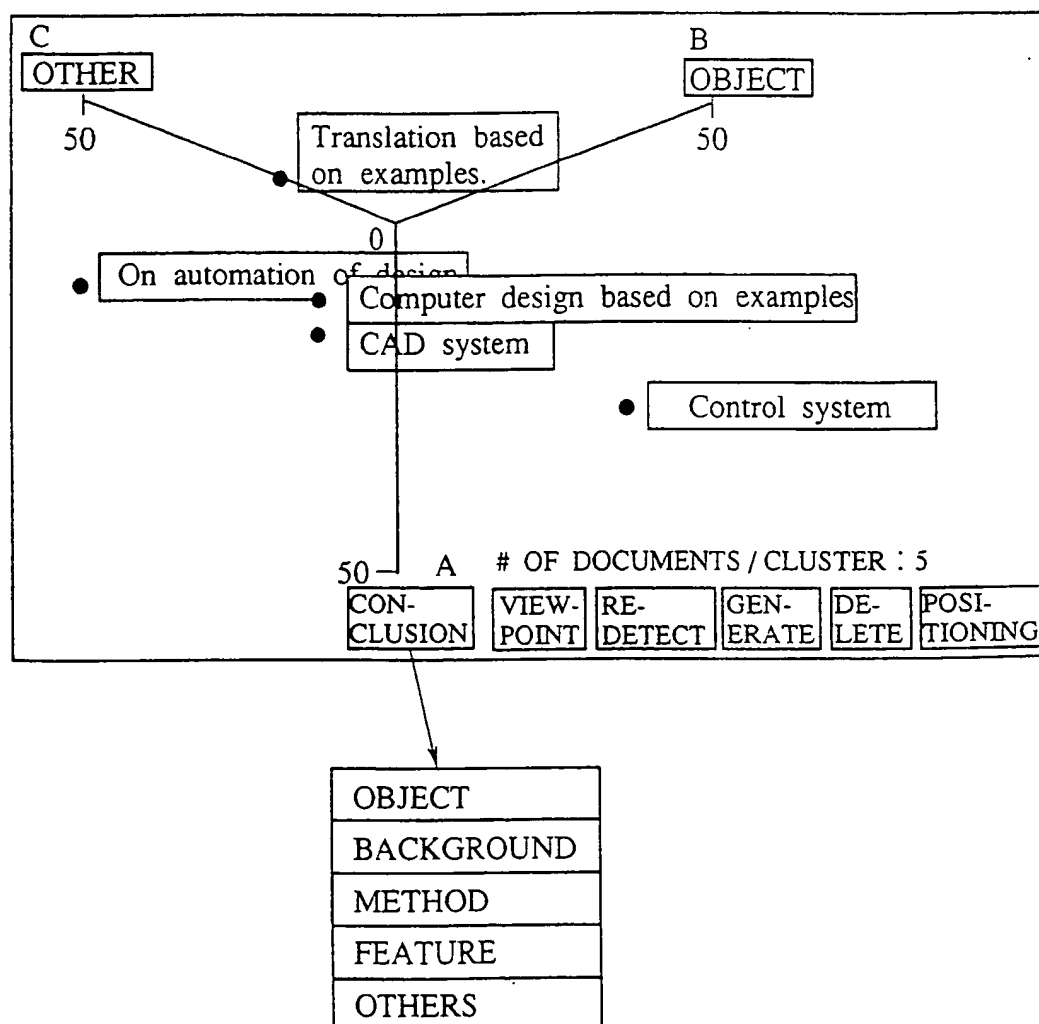 C
OTHER
50
B
OBJECT
50
Translation based
on examples.
0
On automation of design
Computer design based on examples
CAD system
Control system
50
A
# OF DOCUMENTS / CLUSTER : 5
CON-
CLUSION
VIEW-
POINT
RE-
DETECT
GEN-
ERATE
DE-
LETE
POSI-
TIONING
OBJECT
BACKGROUND
METHOD
FEATURE
OTHERS